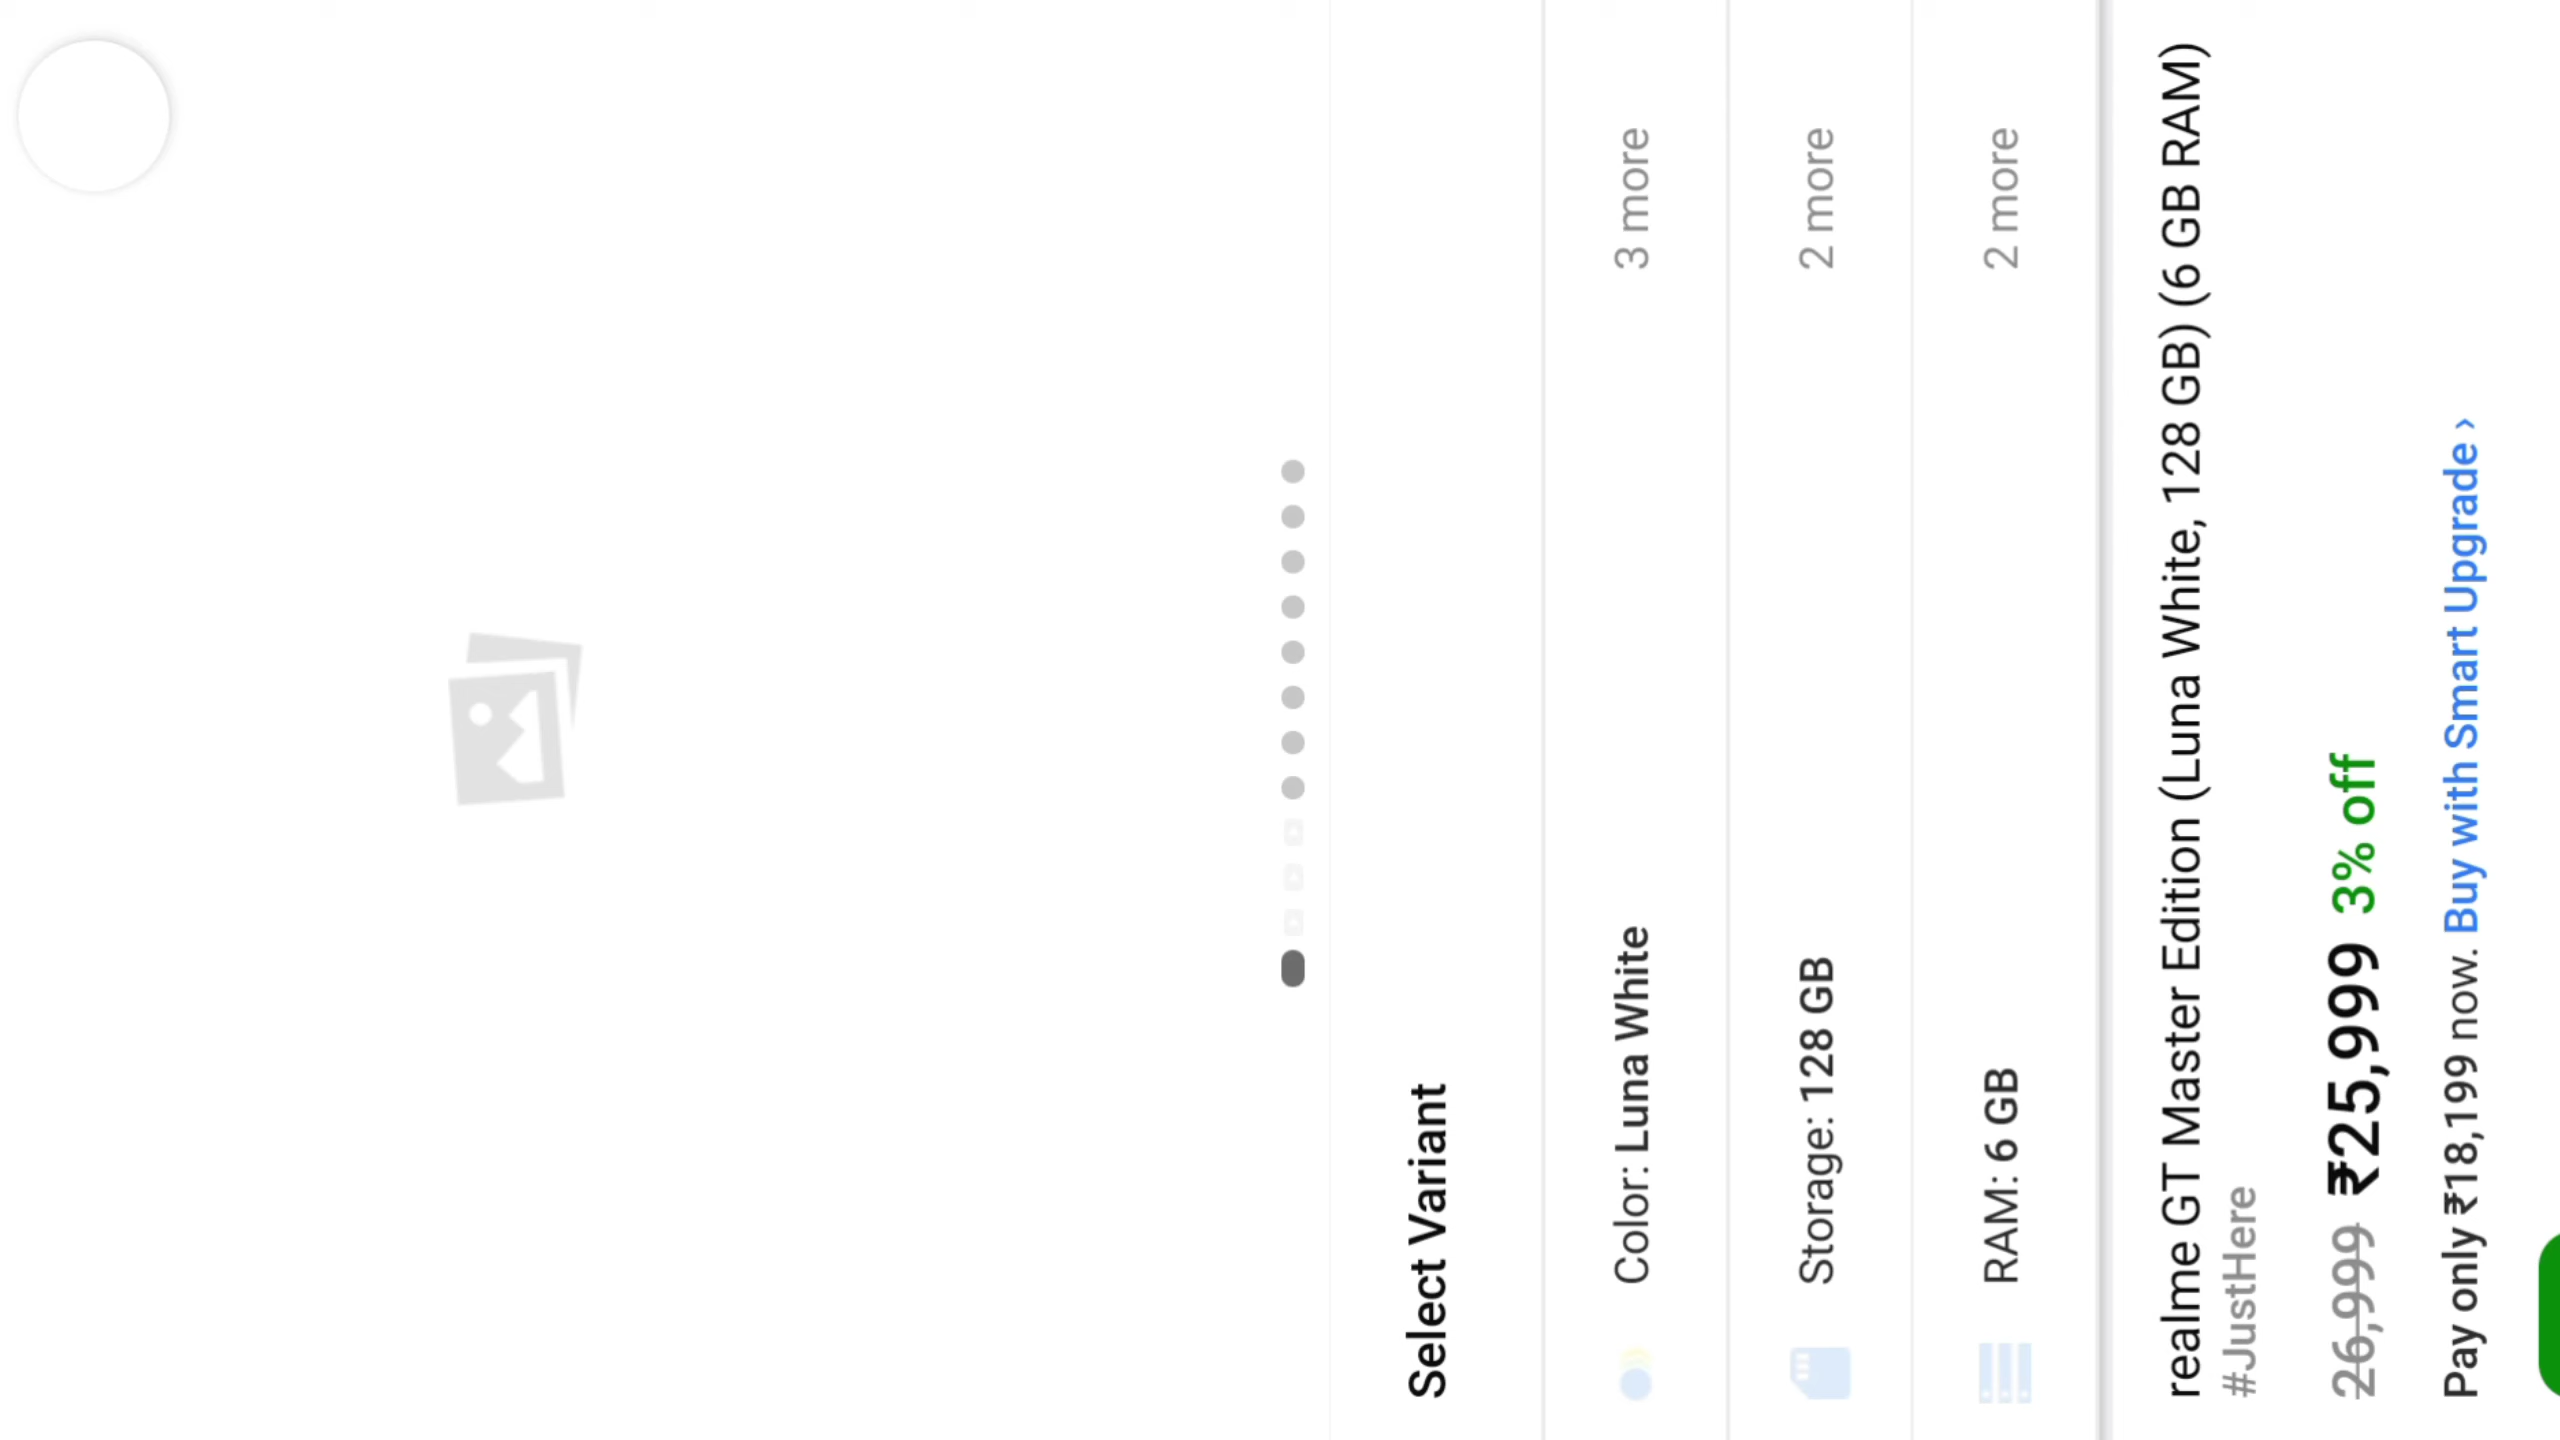 Select Variant
Color: Luna White 3 more
Storage: 128 GB 2 more
RAM: 6 GB 2 more
realme GT Master Edition (Luna White, 128 GB) (6 GB RAM)
#JustHere
26,999 ₹25,999 3% off
Pay only ₹18,199 now. Buy with Smart Upgrade ›